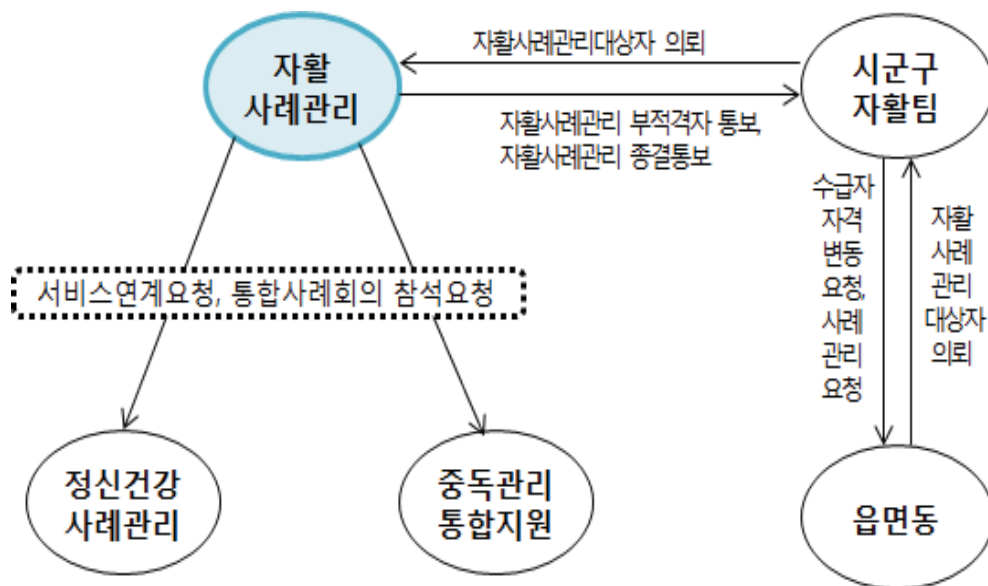 자활
사례관리
자활사례관리대상자 의뢰
시군구
자활팀
자활사례관리 부적격자 통보,
자활사례관리 종결통보
수급자
자격
변동
요청,
사례
관리
요청
자활
사례
관리
대상자
의뢰
서비스연계요청, 통합사례회의 참석요청
정신건강
사례관리
중독관리
통합지원
읍면동